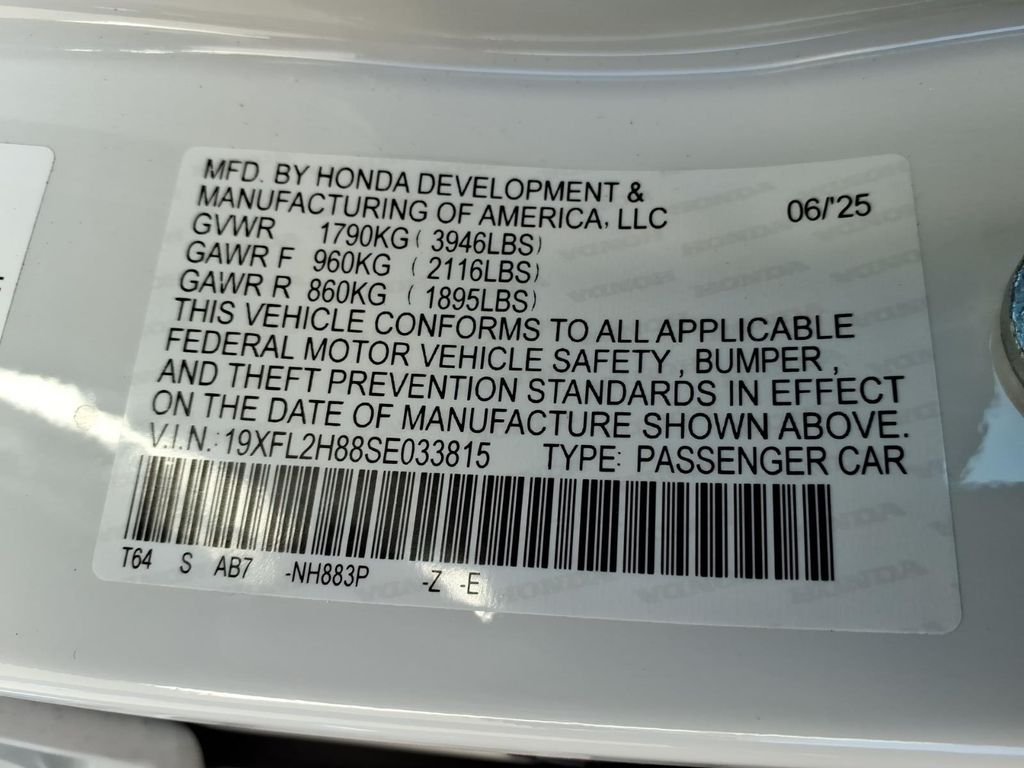 MFD. BY HONDA DEVELOPMENT &
MANUFACTURING OF AMERICA, LLC 06/'25
GVWR 1790KG ( 3946LBS)
GAWR F 960KG ( 2116LBS)
GAWR R 860KG ( 1895LBS)
THIS VEHICLE CONFORMS TO ALL APPLICABLE
FEDERAL MOTOR VEHICLE SAFETY , BUMPER ,
AND THEFT PREVENTION STANDARDS IN EFFECT
ON THE DATE OF MANUFACTURE SHOWN ABOVE.
V.I.N.: 19XFL2H88SE033815 TYPE: PASSENGER CAR
T64 S AB7 -NH883P -Z -E